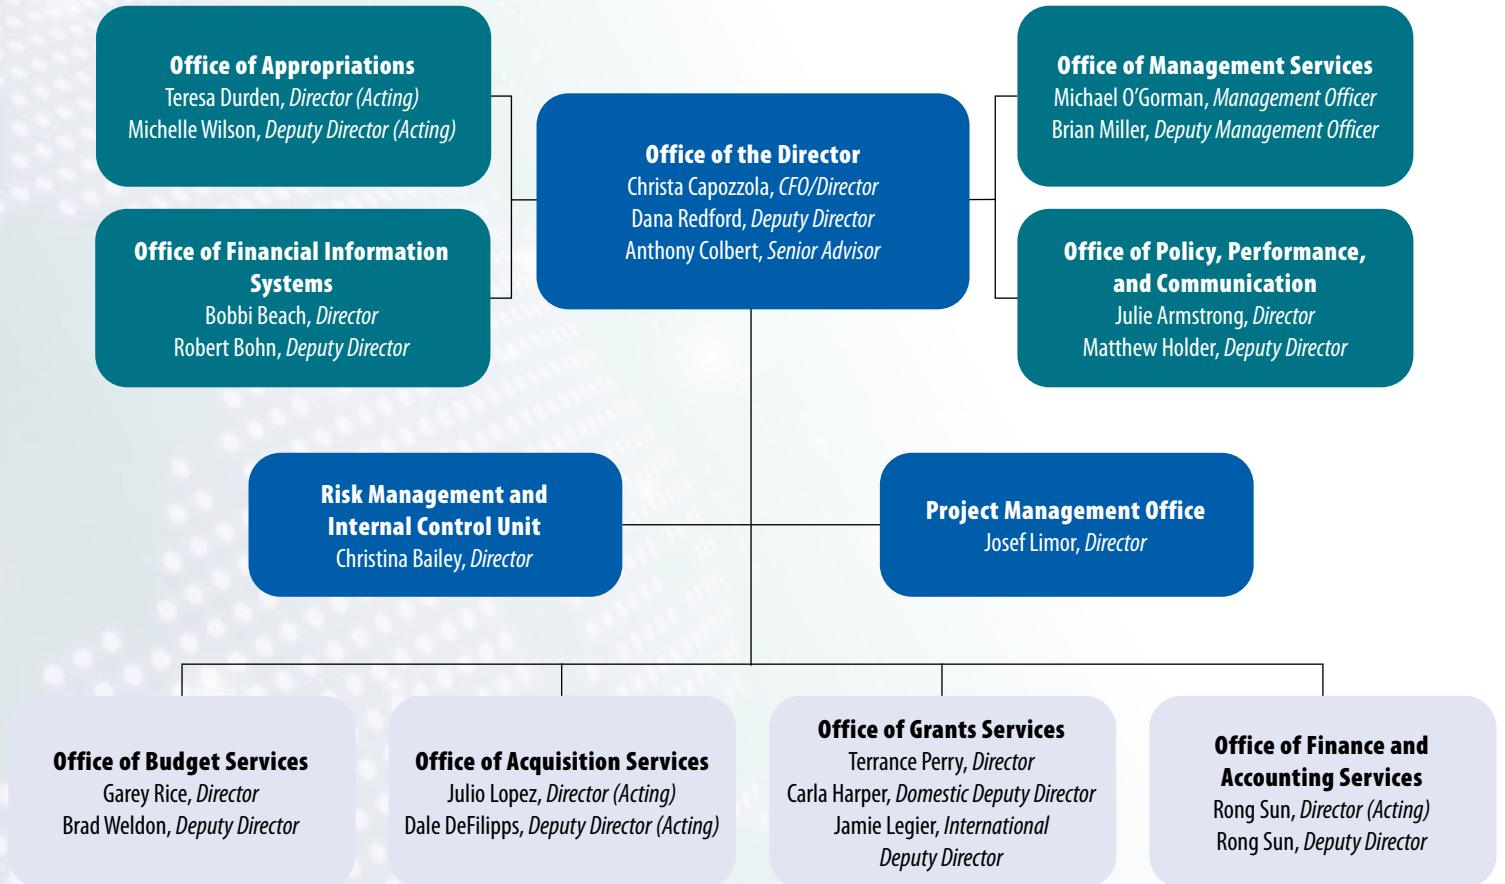 Office of Appropriations
Teresa Durden, Director (Acting)
Michelle Wilson, Deputy Director (Acting)
Office of Management Services
Michael O’Gorman, Management Officer
Brian Miller, Deputy Management Officer
Office of the Director
Christa Capozzola, CFO/Director
Dana Redford, Deputy Director
Anthony Colbert, Senior Advisor
Office of Financial Information
Systems
Bobbi Beach, Director
Robert Bohn, Deputy Director
Office of Policy, Performance,
and Communication
Julie Armstrong, Director
Matthew Holder, Deputy Director
Risk Management and
Internal Control Unit
Christina Bailey, Director
Project Management Office
Josef Limor, Director
Office of Budget Services
Garey Rice, Director
Brad Weldon, Deputy Director
Office of Acquisition Services
Julio Lopez, Director (Acting)
Dale DeFilipps, Deputy Director (Acting)
Office of Grants Services
Terrance Perry, Director
Carla Harper, Domestic Deputy Director
Jamie Legier, International
Deputy Director
Office of Finance and
Accounting Services
Rong Sun, Director (Acting)
Rong Sun, Deputy Director